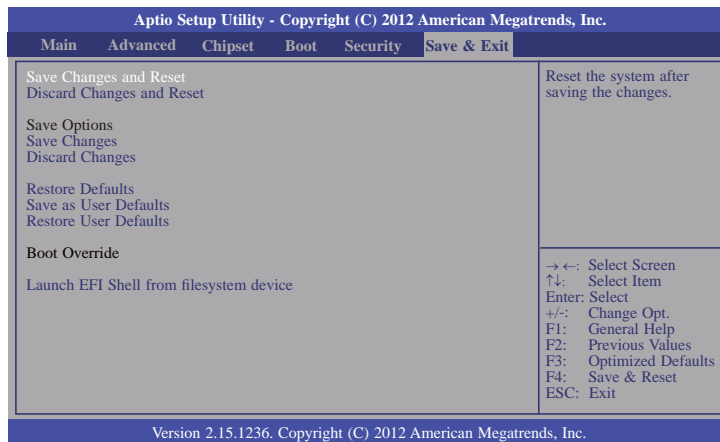 Aptio Setup Utility - Copyright (C) 2012 American Megatrends, Inc.
Main Advanced Chipset Boot Security Save & Exit
Save Changes and Reset
Discard Changes and Reset
Save Options
Save Changes
Discard Changes
Restore Defaults
Save as User Defaults
Restore User Defaults
Boot Override
Launch EFI Shell from filesystem device
Reset the system after
saving the changes.
→ ←: Select Screen
↑↓: Select Item
Enter: Select
+/-: Change Opt.
F1: General Help
F2: Previous Values
F3: Optimized Defaults
F4: Save & Reset
ESC: Exit
Version 2.15.1236. Copyright (C) 2012 American Megatrends, Inc.